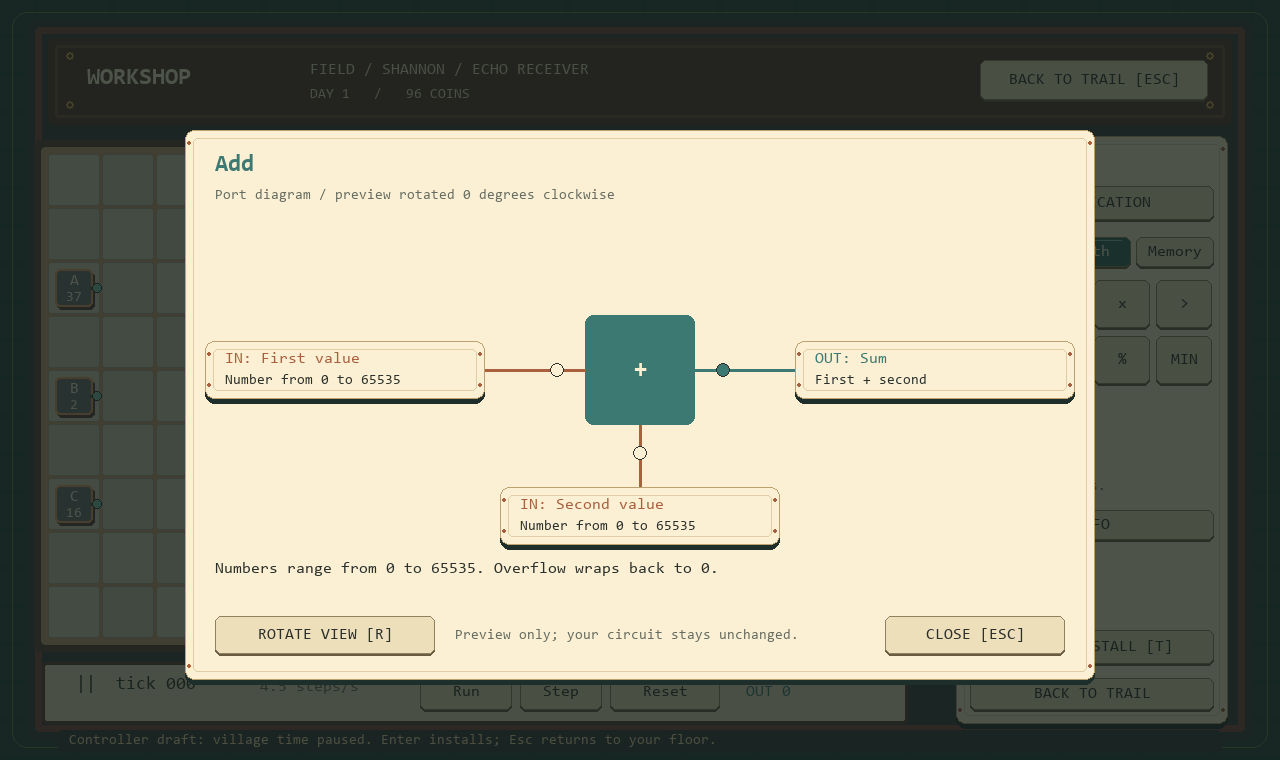 WORKSHOP
FIELD / SHANNON / ECHO RECEIVER
DAY 1 / 96 COINS
BACK TO TRAIL [ESC]
Add
Port diagram / preview rotated 0 degrees clockwise
A
37
B
2
C
16
IN: First value
Number from 0 to 65535
+
OUT: Sum
First + second
IN: Second value
Number from 0 to 65535
Numbers range from 0 to 65535. Overflow wraps back to 0.
ROTATE VIEW [R]
Preview only; your circuit stays unchanged.
CLOSE [ESC]
CATION
th
Memory
x
>
%
MIN
FO
STALL [T]
BACK TO TRAIL
|| tick 000
4.5 steps/s
Run
Step
Reset
OUT 0
Controller draft: village time paused. Enter installs; Esc returns to your floor.